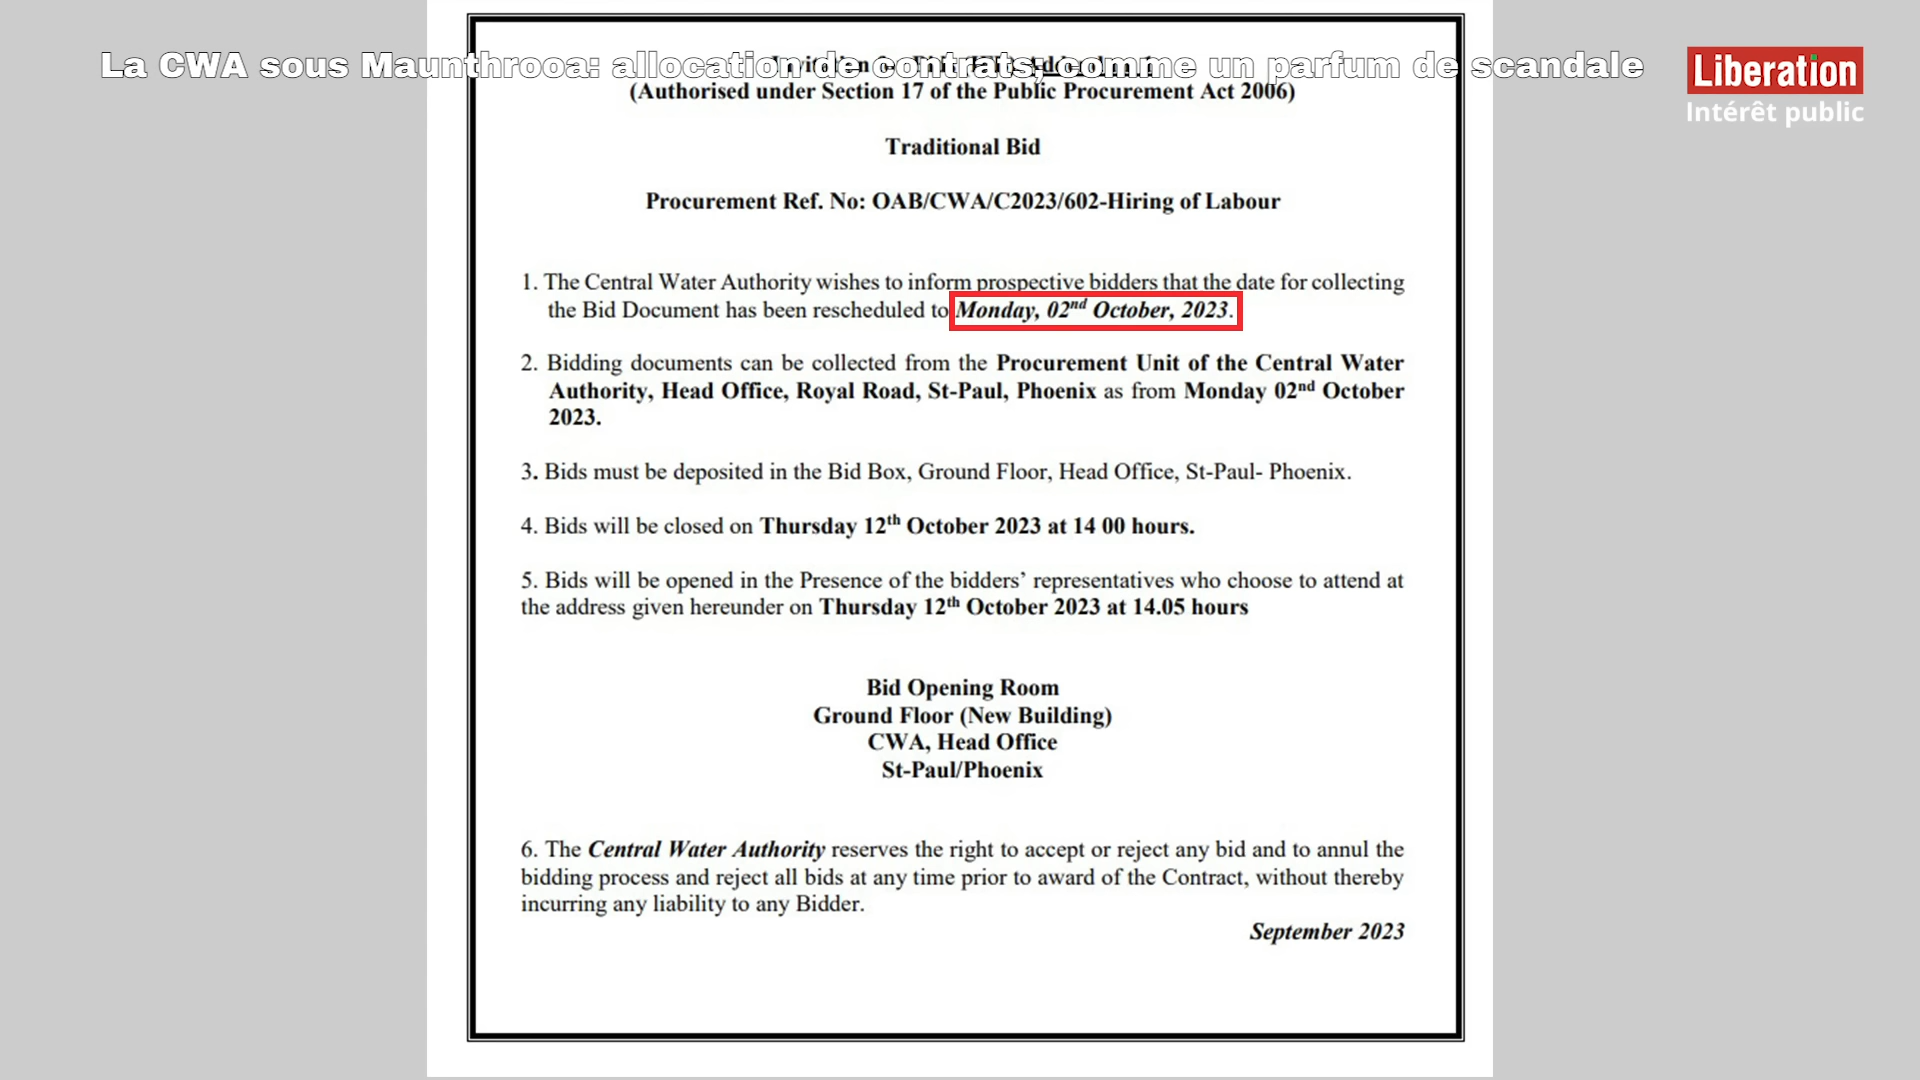 La CWA sous Maunthrooa: allocation de contrats, comme un parfum de scandale
Liberation
Intérêt public
(Authorised under Section 17 of the Public Procurement Act 2006)
Traditional Bid
Procurement Ref. No: OAB/CWA/C2023/602-Hiring of Labour
1. The Central Water Authority wishes to inform prospective bidders that the date for collecting
the Bid Document has been rescheduled to Monday, 02nd October, 2023.
2. Bidding documents can be collected from the Procurement Unit of the Central Water
Authority, Head Office, Royal Road, St-Paul, Phoenix as from Monday 02nd October
2023.
3. Bids must be deposited in the Bid Box, Ground Floor, Head Office, St-Paul- Phoenix.
4. Bids will be closed on Thursday 12th October 2023 at 14 00 hours.
5. Bids will be opened in the Presence of the bidders’ representatives who choose to attend at
the address given hereunder on Thursday 12th October 2023 at 14.05 hours
Bid Opening Room
Ground Floor (New Building)
CWA, Head Office
St-Paul/Phoenix
6. The Central Water Authority reserves the right to accept or reject any bid and to annul the
bidding process and reject all bids at any time prior to award of the Contract, without thereby
incurring any liability to any Bidder.
September 2023